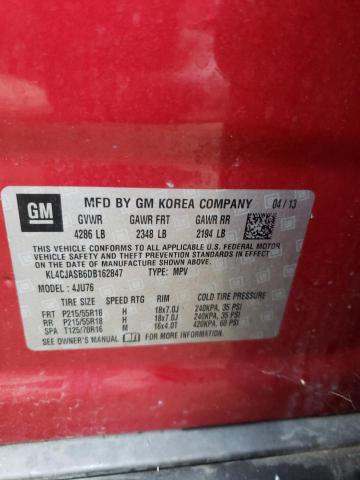 GM
MFD BY GM KOREA COMPANY 04/13
GVWR GAWR FRT GAWR RR
4286 LB 2348 LB 2194 LB
THIS VEHICLE CONFORMS TO ALL APPLICABLE U.S. FEDERAL MOTOR
VEHICLE SAFETY AND THEFT PREVENTION STANDARDS IN EFFECT
ON THE DATE OF MANUFACTURE SHOWN ABOVE.
KL4CJASB6DB162847 TYPE: MPV
MODEL: 4JU76
TIRE SIZE SPEED RTG RIM COLD TIRE PRESSURE
FRT P215/55R18 H 18x7.0J 240KPA, 35 PSI
RR P215/55R18 H 18x7.0J 240KPA, 35 PSI
SPA T125/70R16 M 16x4.0T 420KPA, 60 PSI
SEE OWNER'S MANUAL FOR MORE INFORMATION.